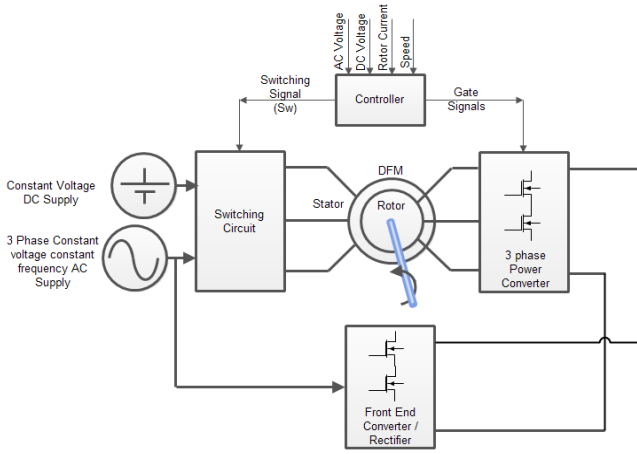 AC Voltage
DC Voltage
Rotor Current
Speed
Switching
Signal
(Sw)
Controller
Gate
Signals
Constant Voltage
DC Supply
3 Phase Constant
voltage constant
frequency AC
Supply
Switching
Circuit
Stator
DFM
Rotor
3 phase
Power
Converter
Front End
Converter /
Rectifier